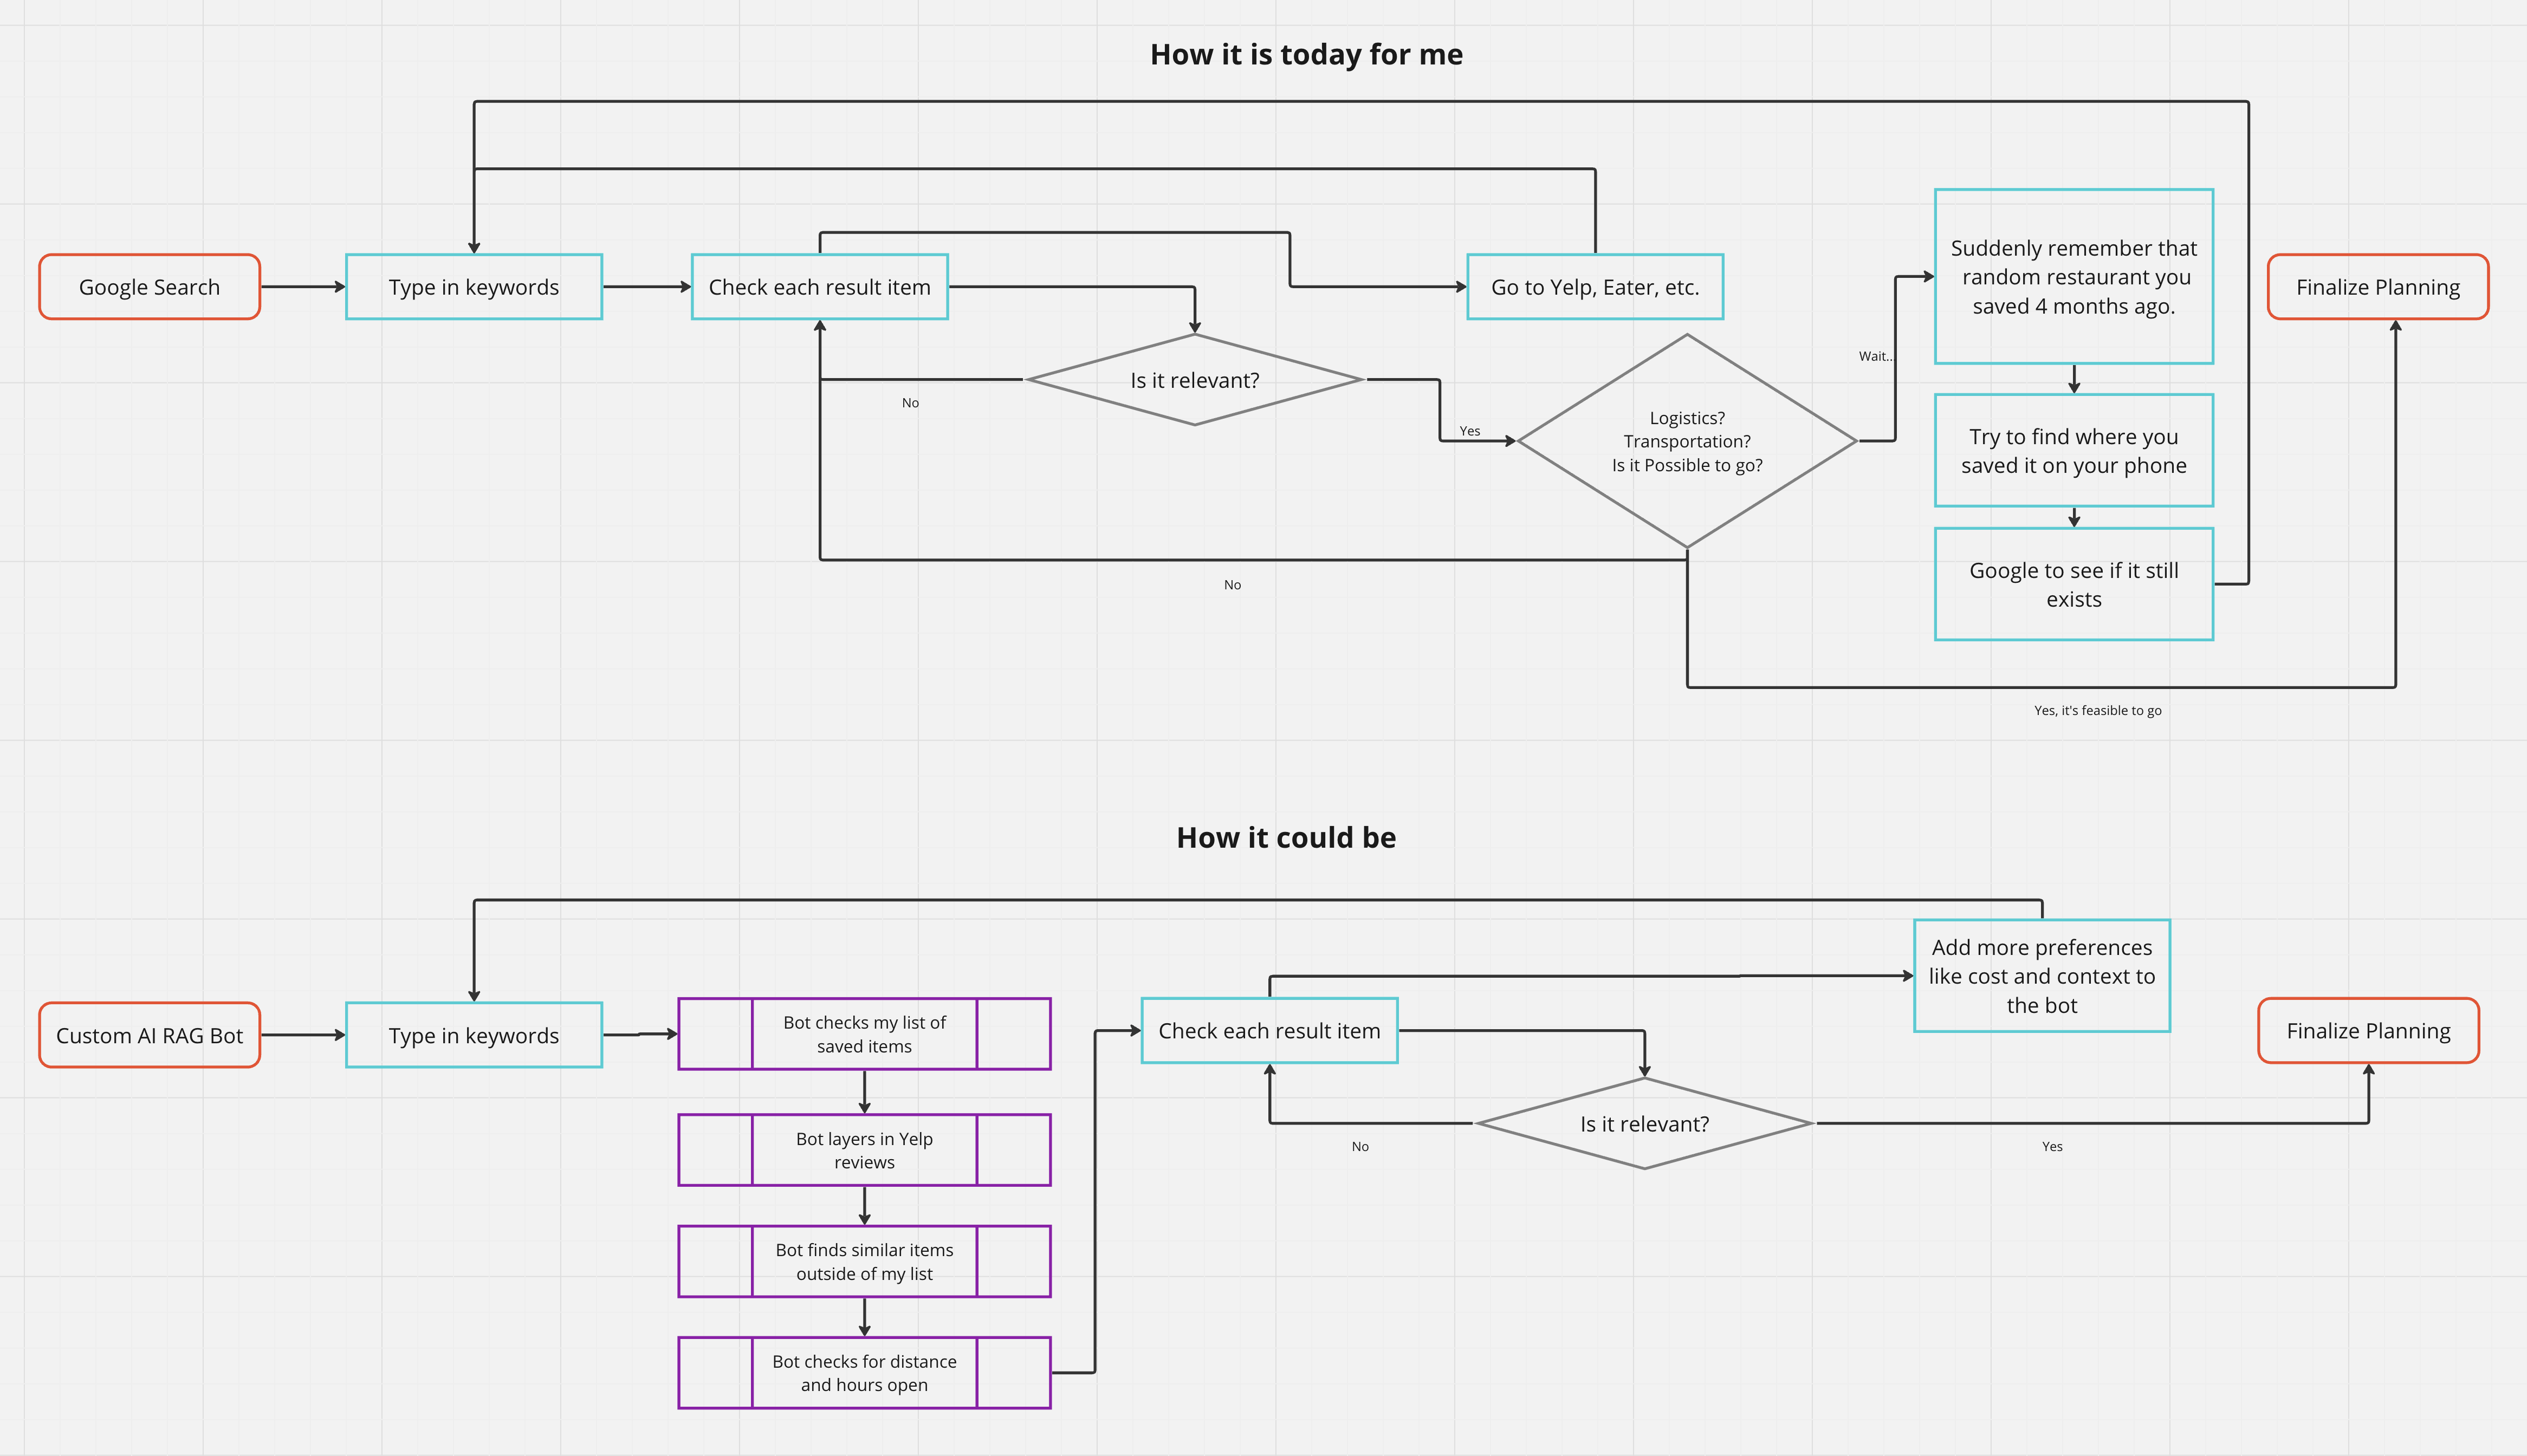 How it is today for me
Google Search
Type in keywords
Check each result item
Go to Yelp, Eater, etc.
Suddenly remember that
random restaurant you
saved 4 months ago.
Finalize Planning
Is it relevant?
No
Yes
Logistics?
Transportation?
Is it Possible to go?
Wait..
Try to find where you
saved it on your phone
Google to see if it still
exists
No
Yes, it's feasible to go
How it could be
Custom AI RAG Bot
Type in keywords
Bot checks my list of
saved items
Bot layers in Yelp
reviews
Bot finds similar items
outside of my list
Bot checks for distance
and hours open
Check each result item
Add more preferences
like cost and context to
the bot
Is it relevant?
No
Yes
Finalize Planning